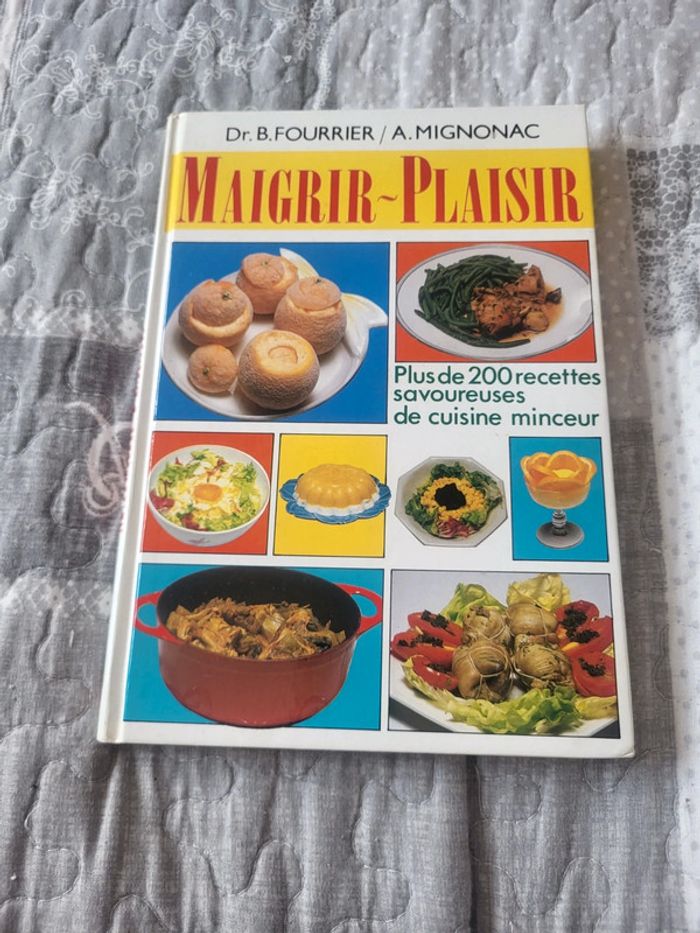 Dr. B. FOURRIER / A. MIGNONAC
MAIGRIR~PLAISIR
Plus de 200 recettes
savoureuses
de cuisine minceur